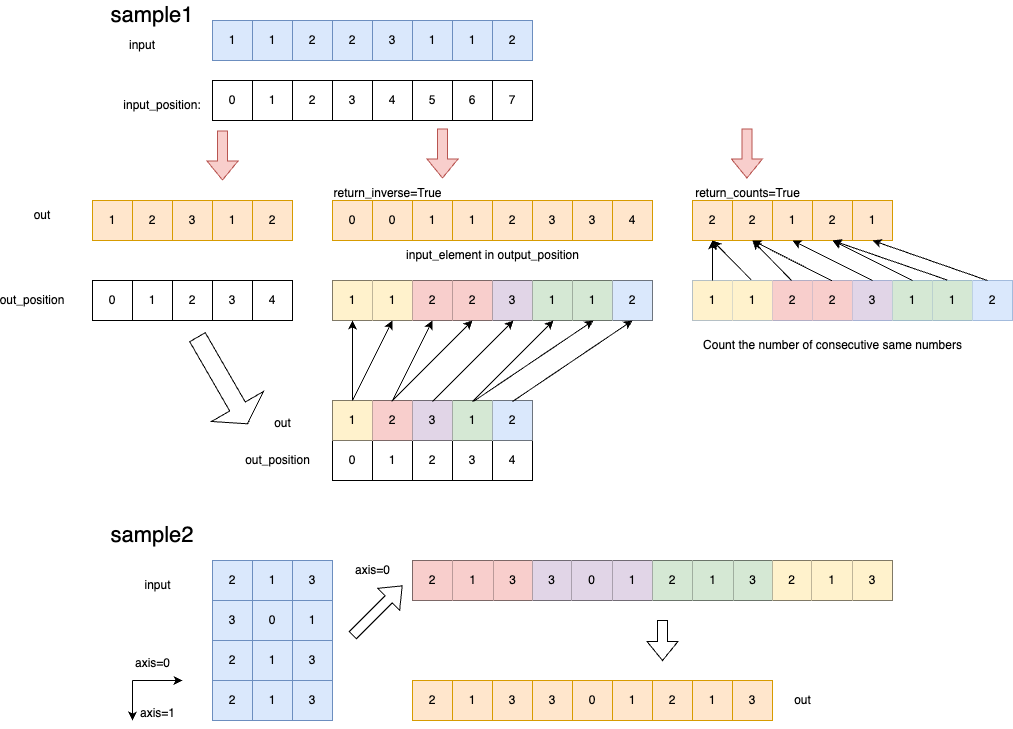 sample1
input
1 1 2 2 3 1 1 2
input_position:
0 1 2 3 4 5 6 7
return_inverse=True
return_counts=True
out
1 2 3 1 2
0 0 1 1 2 3 3 4
2 2 1 2 1
input_element in output_position
out_position
0 1 2 3 4
1 1 2 2 3 1 1 2
1 1 2 2 3 1 1 2
Count the number of consecutive same numbers
out
1 2 3 1 2
out_position
0 1 2 3 4
sample2
input
2 1 3
3 0 1
2 1 3
2 1 3
axis=0
axis=1
axis=0
2 1 3 3 0 1 2 1 3 2 1 3
2 1 3 3 0 1 2 1 3
out